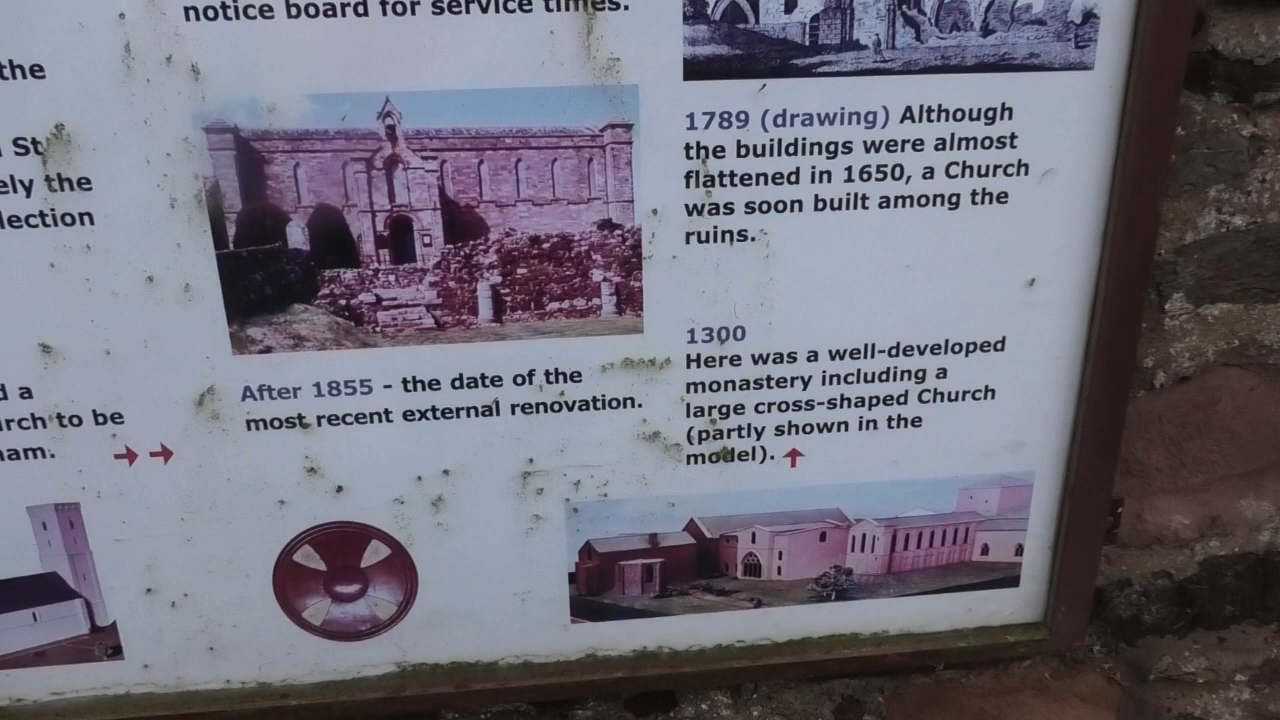 notice board for service times.
the
St
ely the
lection
d a
rch to be
am.
After 1855 - the date of the
most recent external renovation.
1789 (drawing) Although
the buildings were almost
flattened in 1650, a Church
was soon built among the
ruins.
1300
Here was a well-developed
monastery including a
large cross-shaped Church
(partly shown in the
model).